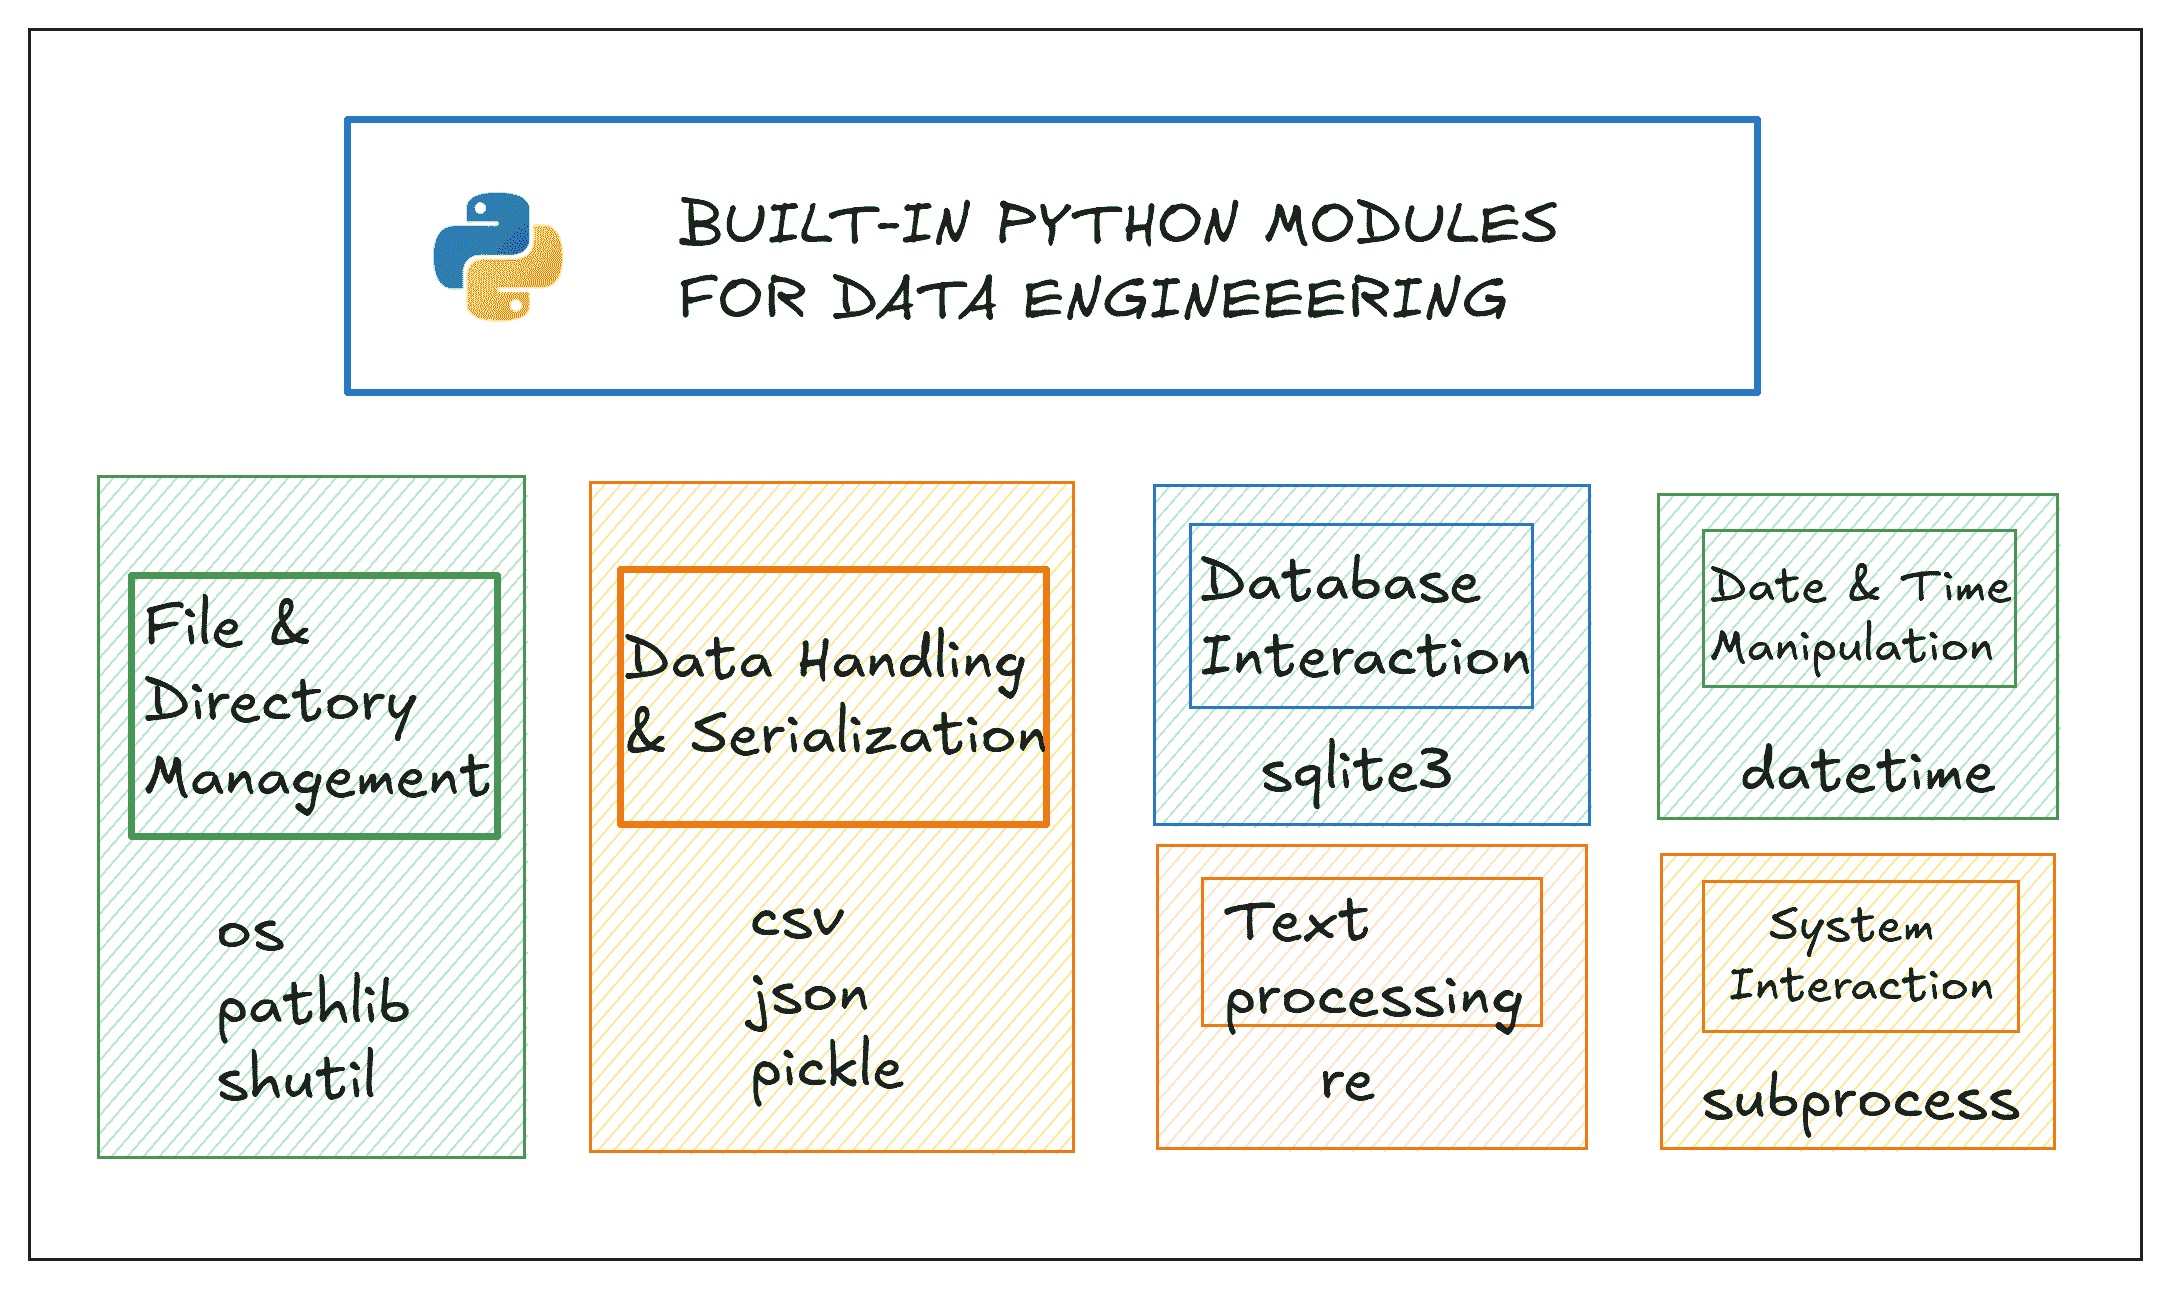 BUILT-IN PYTHON MODULES
FOR DATA ENGINEEERING
File &
Directory
Management
os
pathlib
shutil
Data Handling
& Serialization
csv
json
pickle
Database
Interaction
sqlite3
Text
processing
re
Date & Time
Manipulation
datetime
System
Interaction
subprocess